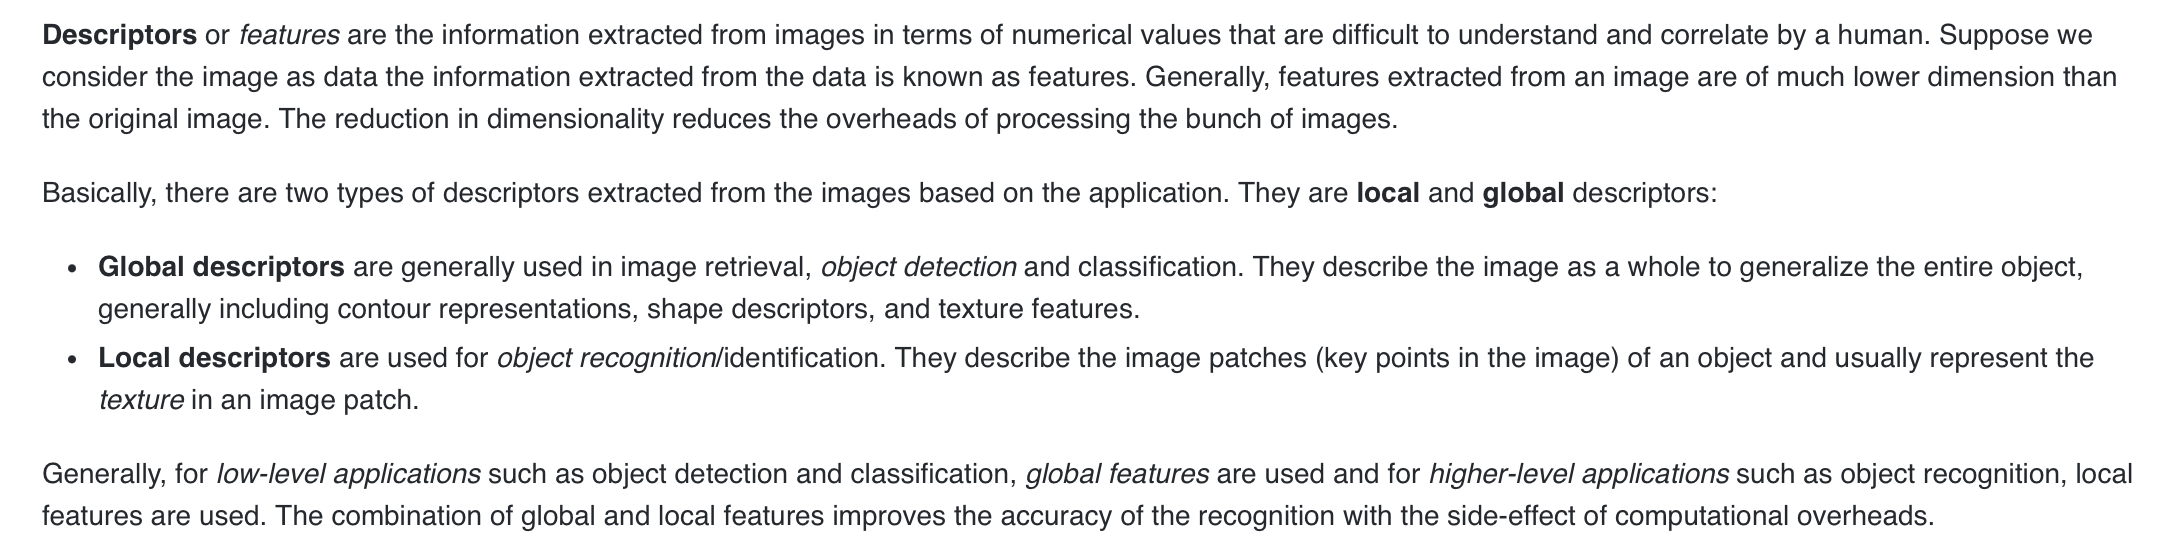 Descriptors or features are the information extracted from images in terms of numerical values that are difficult to understand and correlate by a human. Suppose we
consider the image as data the information extracted from the data is known as features. Generally, features extracted from an image are of much lower dimension than
the original image. The reduction in dimensionality reduces the overheads of processing the bunch of images.
Basically, there are two types of descriptors extracted from the images based on the application. They are local and global descriptors:
• Global descriptors are generally used in image retrieval, object detection and classification. They describe the image as a whole to generalize the entire object,
generally including contour representations, shape descriptors, and texture features.
• Local descriptors are used for object recognition/identification. They describe the image patches (key points in the image) of an object and usually represent the
texture in an image patch.
Generally, for low-level applications such as object detection and classification, global features are used and for higher-level applications such as object recognition, local
features are used. The combination of global and local features improves the accuracy of the recognition with the side-effect of computational overheads.